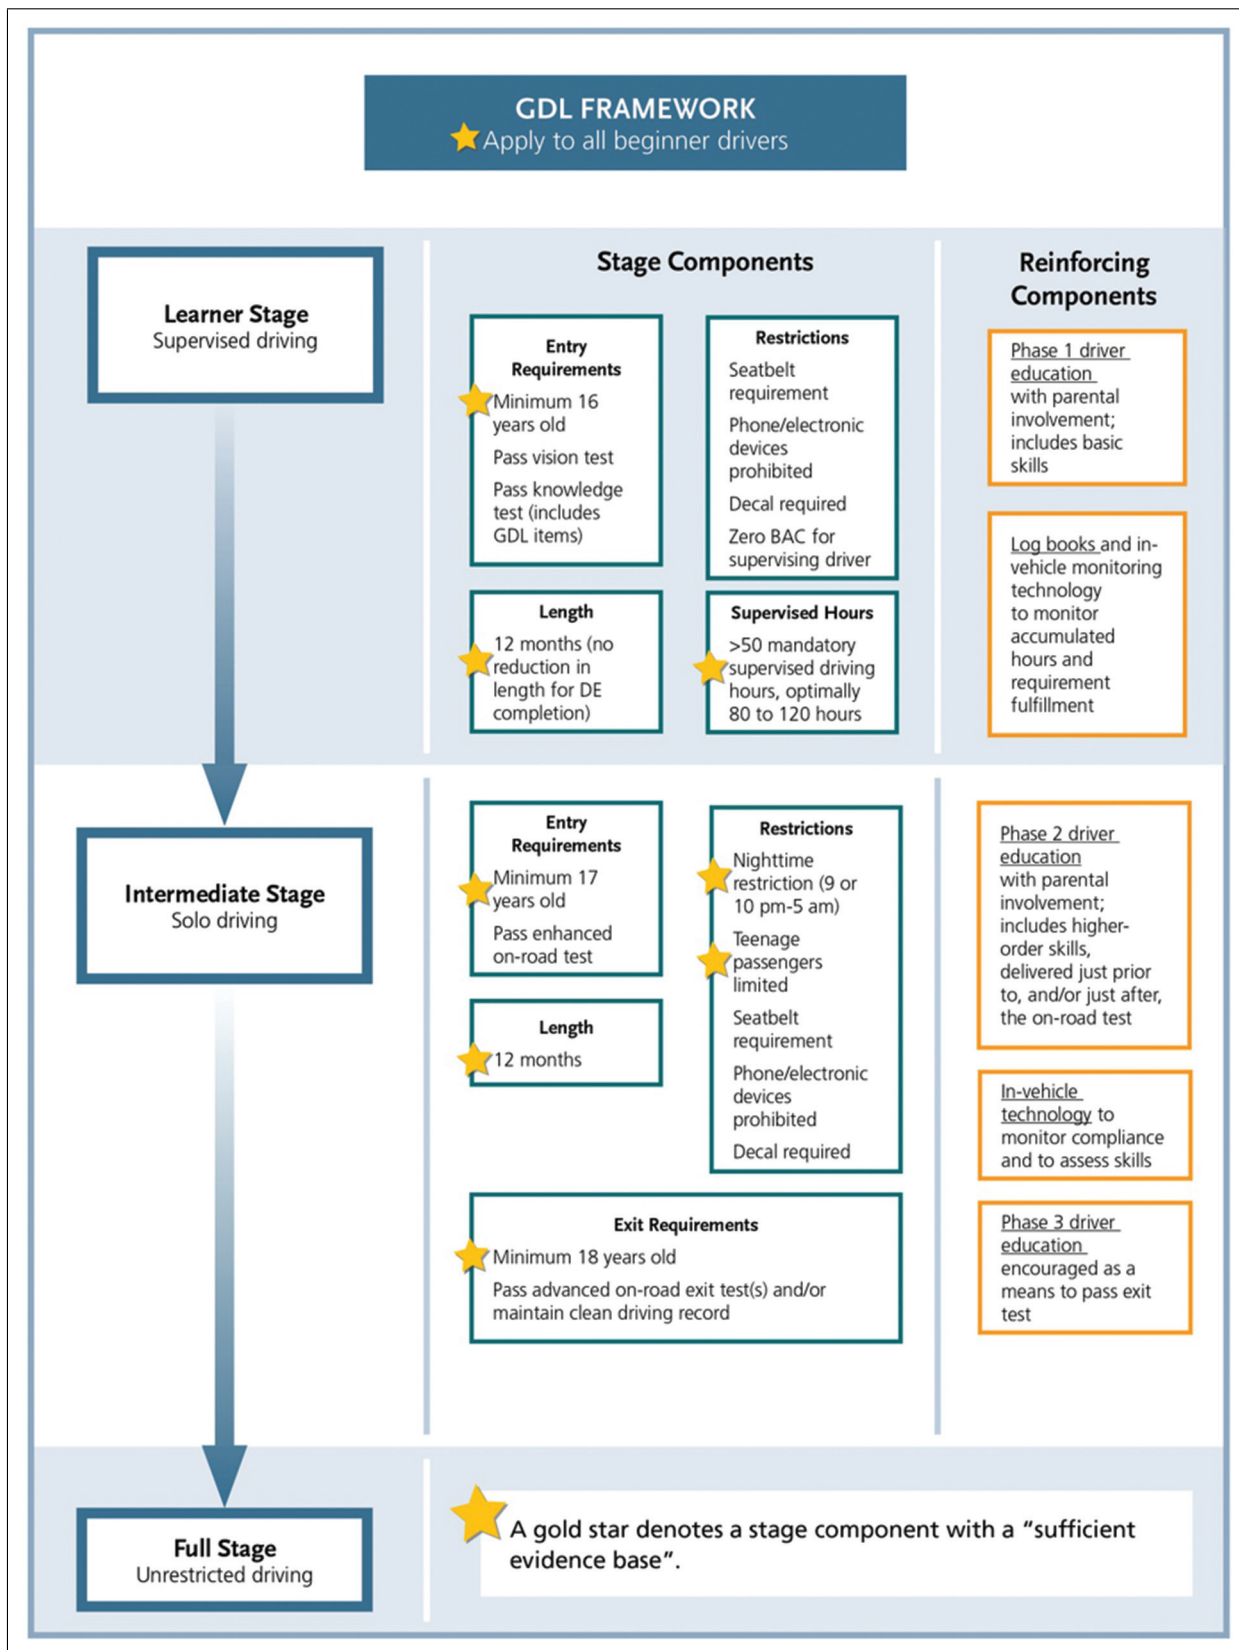 GDL FRAMEWORK
Apply to all beginner drivers
Learner Stage
Supervised driving
Stage Components
Entry
Requirements
Minimum 16
years old
Pass vision test
Pass knowledge
test (includes
GDL items)
Restrictions
Seatbelt
requirement
Phone/electronic
devices
prohibited
Decal required
Zero BAC for
supervising driver
Length
12 months (no
reduction in
length for DE
completion)
Supervised Hours
>50 mandatory
supervised driving
hours, optimally
80 to 120 hours
Reinforcing
Components
Phase 1 driver
education
with parental
involvement;
includes basic
skills
Log books and in-
vehicle monitoring
technology
to monitor
accumulated
hours and
requirement
fulfillment
Intermediate Stage
Solo driving
Entry
Requirements
Minimum 17
years old
Pass enhanced
on-road test
Length
12 months
Restrictions
Nighttime
restriction (9 or
10 pm-5 am)
Teenage
passengers
limited
Seatbelt
requirement
Phone/electronic
devices
prohibited
Decal required
Exit Requirements
Minimum 18 years old
Pass advanced on-road exit test(s) and/or
maintain clean driving record
Phase 2 driver
education
with parental
involvement;
includes higher-
order skills,
delivered just prior
to, and/or just after,
the on-road test
In-vehicle
technology to
monitor compliance
and to assess skills
Phase 3 driver
education
encouraged as a
means to pass exit
test
Full Stage
Unrestricted driving
A gold star denotes a stage component with a “sufficient
evidence base”.